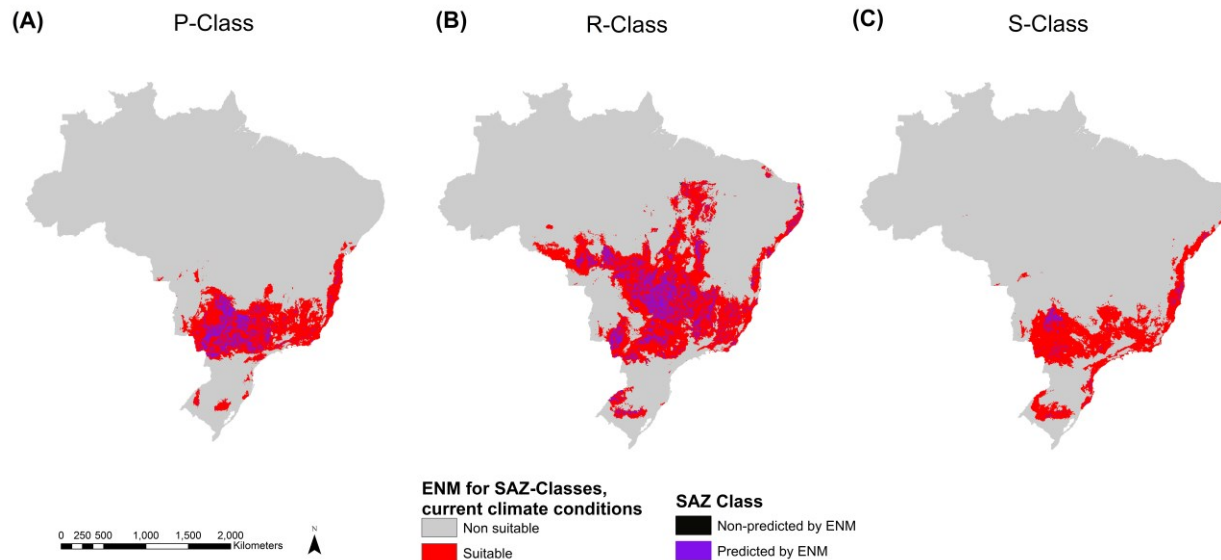 (A)
P-Class
(B)
R-Class
(C)
S-Class
ENM for SAZ-Classes,
current climate conditions
Non suitable
Suitable
SAZ Class
Non-predicted by ENM
Predicted by ENM
0 250 500 1,000 1,500 2,000
Kilometers
N